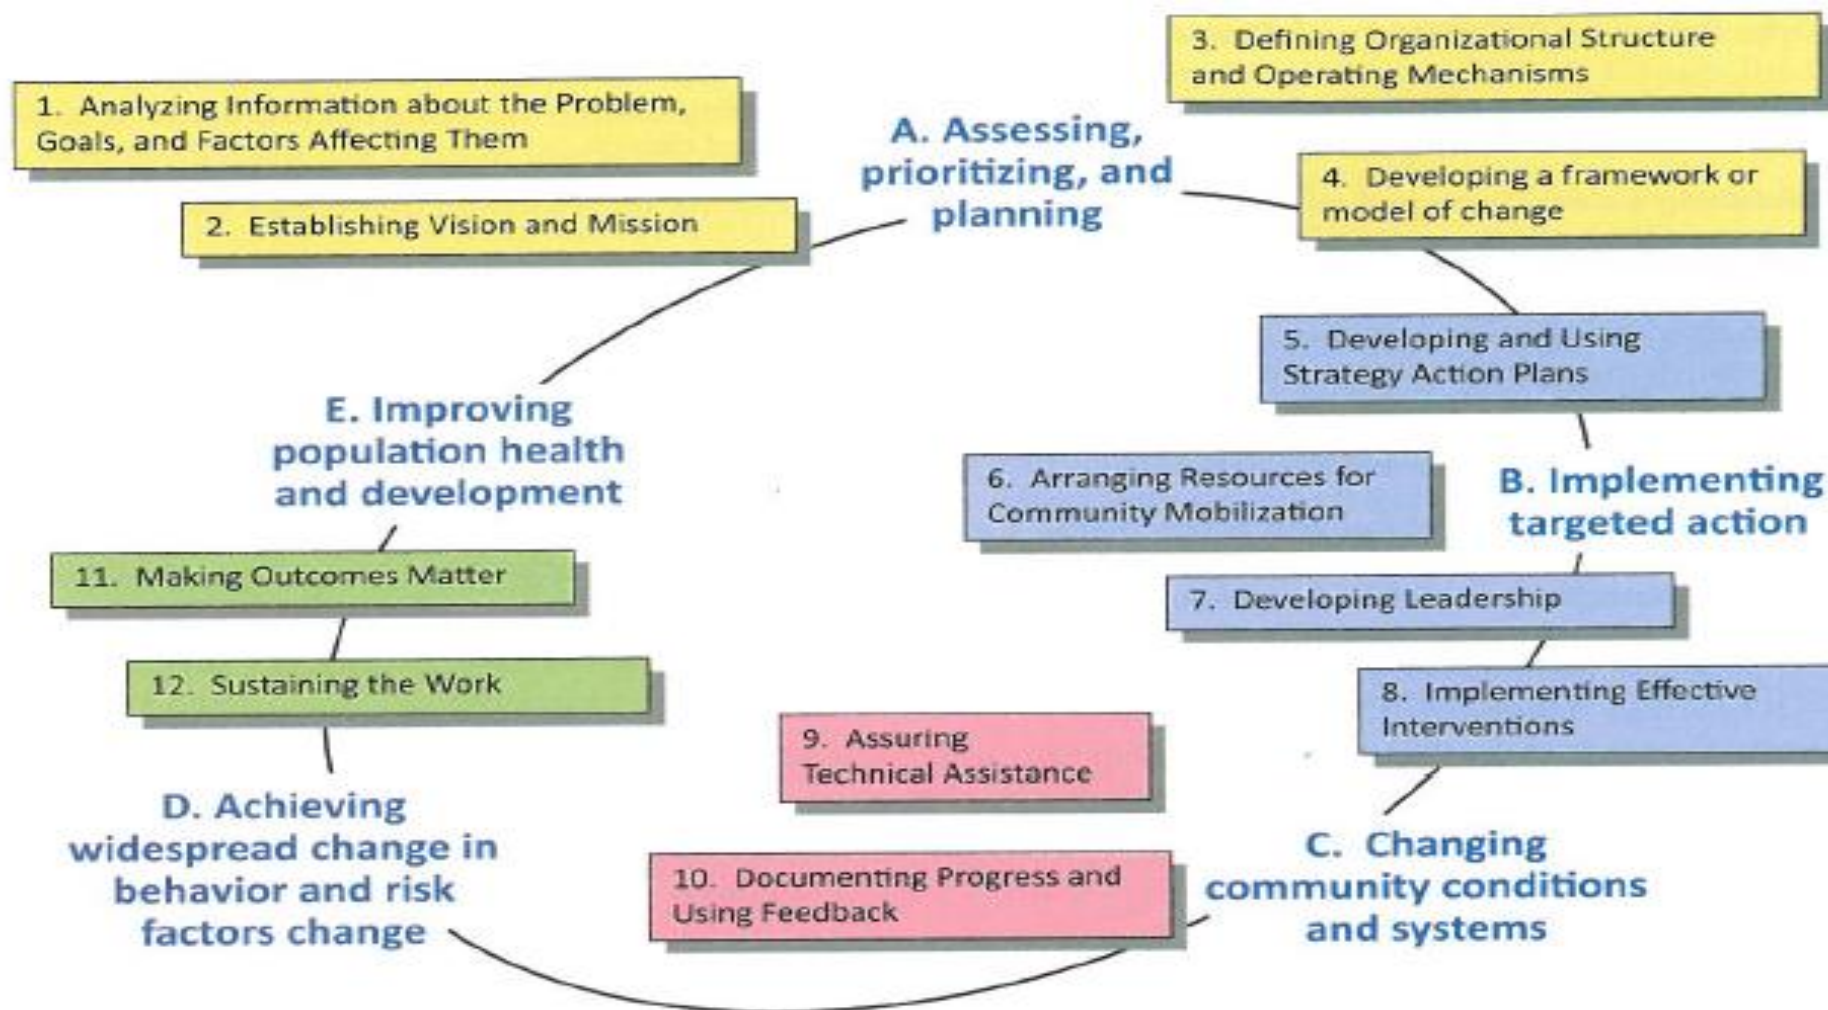 1. Analyzing Information about the Problem,
Goals, and Factors Affecting Them
2. Establishing Vision and Mission
A. Assessing,
prioritizing, and
planning
3. Defining Organizational Structure
and Operating Mechanisms
4. Developing a framework or
model of change
5. Developing and Using
Strategy Action Plans
B. Implementing
targeted action
6. Arranging Resources for
Community Mobilization
7. Developing Leadership
8. Implementing Effective
Interventions
C. Changing
community conditions
and systems
9. Assuring
Technical Assistance
10. Documenting Progress and
Using Feedback
D. Achieving
widespread change in
behavior and risk
factors change
11. Making Outcomes Matter
12. Sustaining the Work
E. Improving
population health
and development